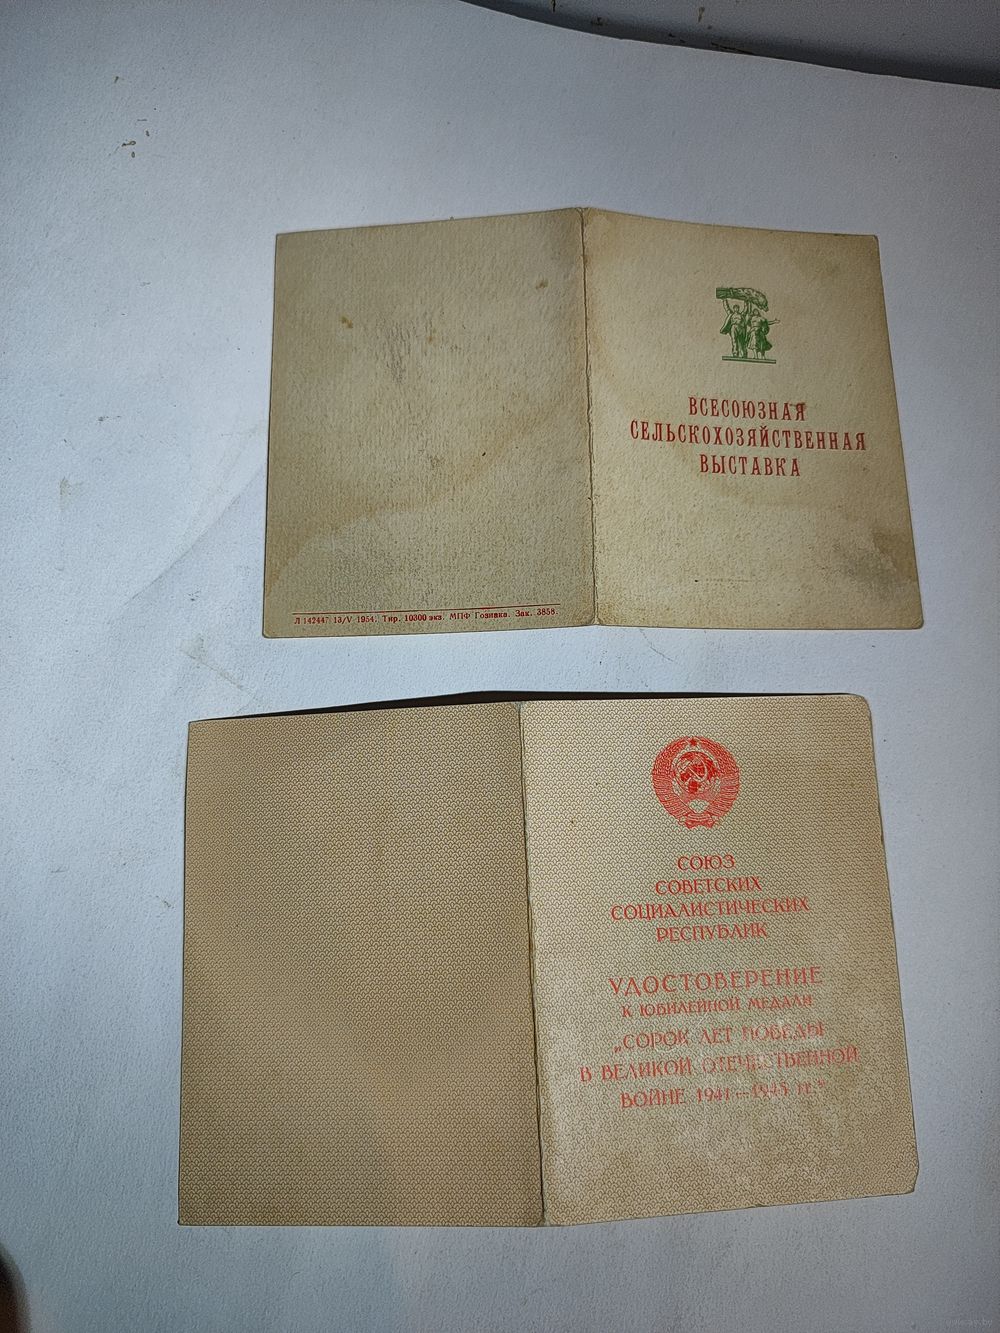 ВСЕСОЮЗНАЯ
СЕЛЬСКОХОЗЯЙСТВЕННАЯ
ВЫСТАВКА
Л 142447 13/V 1954. Тир. 10300 экз. МПФ Гознака. Зак. 3858.
СОЮЗ
СОВЕТСКИХ
СОЦИАЛИСТИЧЕСКИХ
РЕСПУБЛИК
УДОСТОВЕРЕНИЕ
К ЮБИЛЕЙНОЙ МЕДАЛИ
„СОРОК ЛЕТ ПОБЕДЫ
В ВЕЛИКОЙ ОТЕЧЕСТВЕННОЙ
ВОЙНЕ 1941—1945 гг.“